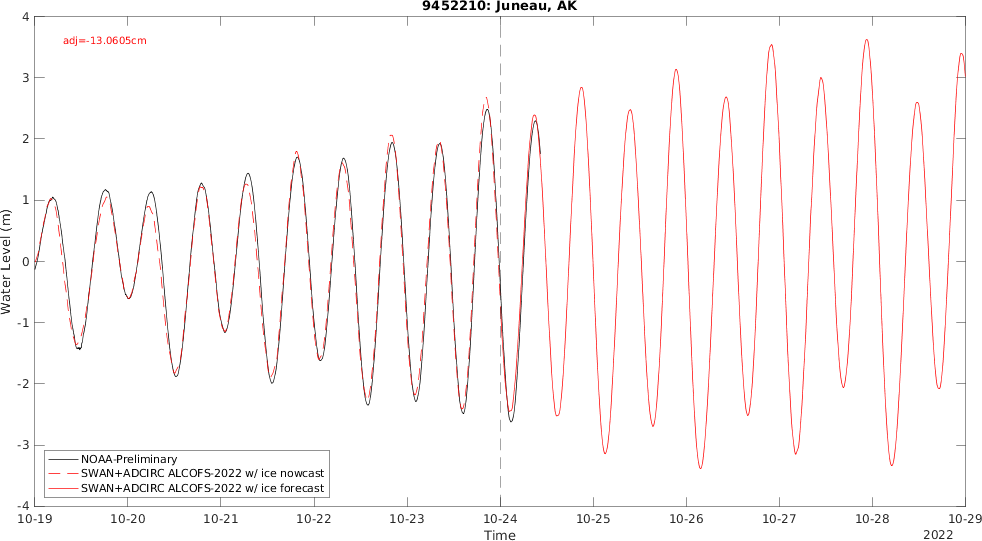 9452210: Juneau, AK
adj=-13.0605cm
Water Level (m)
4
3
2
1
0
-1
-2
-3
-4
NOAA-Preliminary
SWAN+ADCIRC ALCOFS-2022 w/ ice nowcast
SWAN+ADCIRC ALCOFS-2022 w/ ice forecast
10-19 10-20 10-21 10-22 10-23 10-24 10-25 10-26 10-27 10-28 10-29
Time
2022